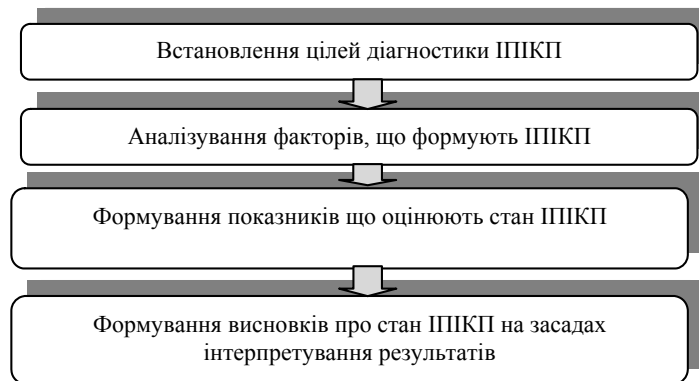 Встановлення цілей діагностики ІПІКП
Аналізування факторів, що формують ІПІКП
Формування показників що оцінюють стан ІПІКП
Формування висновків про стан ІПІКП на засадах
інтерпретування результатів